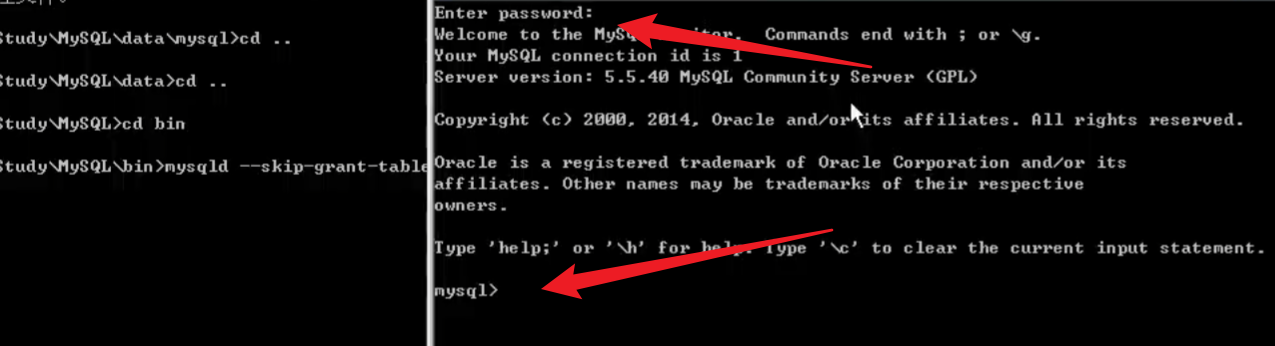 Study\MySQL\data\mysql>cd ..
Study\MySQL\data>cd ..
Study\MySQL>cd bin
Study\MySQL\bin>mysqld --skip-grant-table
Enter password:
Welcome to the MySQL monitor.  Commands end with ; or \g.
Your MySQL connection id is 1
Server version: 5.5.40 MySQL Community Server (GPL)
Copyright (c) 2000, 2014, Oracle and/or its affiliates. All rights reserved.
Oracle is a registered trademark of Oracle Corporation and/or its
affiliates. Other names may be trademarks of their respective
owners.
Type 'help;' or '\h' for help. Type '\c' to clear the current input statement.
mysql>